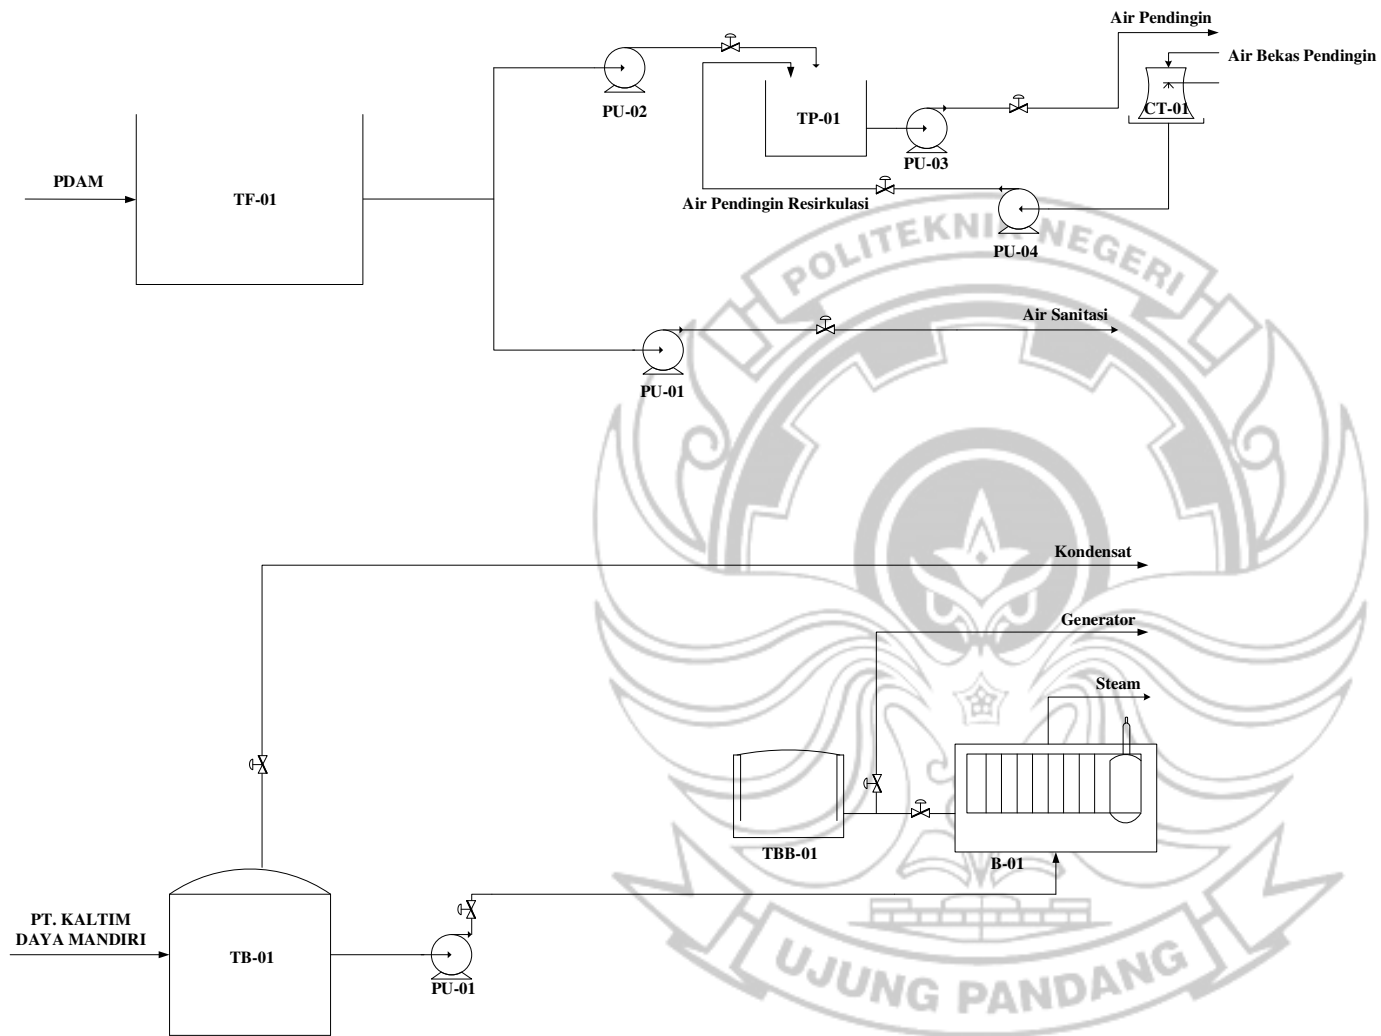 Air Pendingin
Air Bekas Pendingin
PU-02
TP-01
CT-01
PU-03
PDAM
TF-01
Air Pendingin Resirkulasi
PU-04
POLITEKNIK NEGERI
Air Sanitasi
PU-01
Kondensat
Generator
Steam
TBB-01
B-01
PT. KALTIM
DAYA MANDIRI
TB-01
PU-01
UJUNG PANDANG